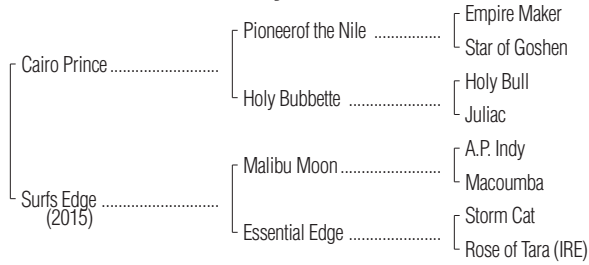 Empire Maker
Pioneerof the Nile ..................
Star of Goshen
Cairo Prince ........................
Holy Bull
Holy Bubbette ......................
Juliac
A.P. Indy
Malibu Moon ........................
Macoumba
Surfs Edge ..........................
(2015)
Storm Cat
Essential Edge ......................
Rose of Tara (IRE)